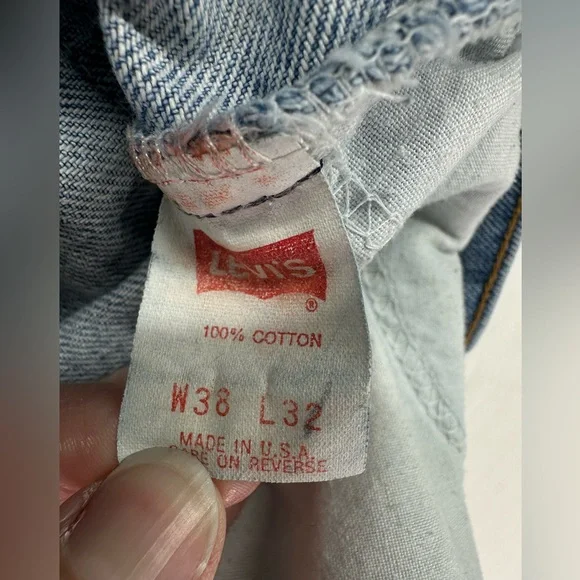 LEVI'S
®
100% COTTON
W38 L32
MADE IN U.S.A.
CARE ON REVERSE